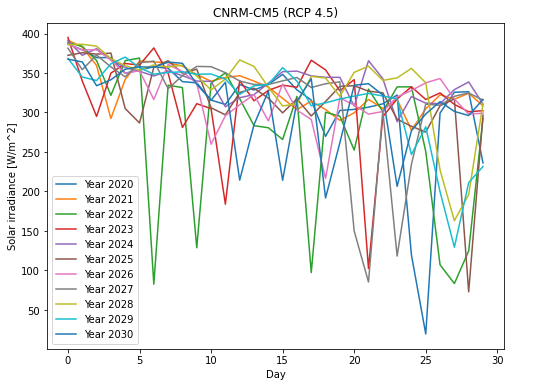 CNRM-CM5 (RCP 4.5)
Solar irradiance [W/m^2]
400
350
300
250
200
150
100
50
Year 2020
Year 2021
Year 2022
Year 2023
Year 2024
Year 2025
Year 2026
Year 2027
Year 2028
Year 2029
Year 2030
0 5 10 15 20 25 30
Day